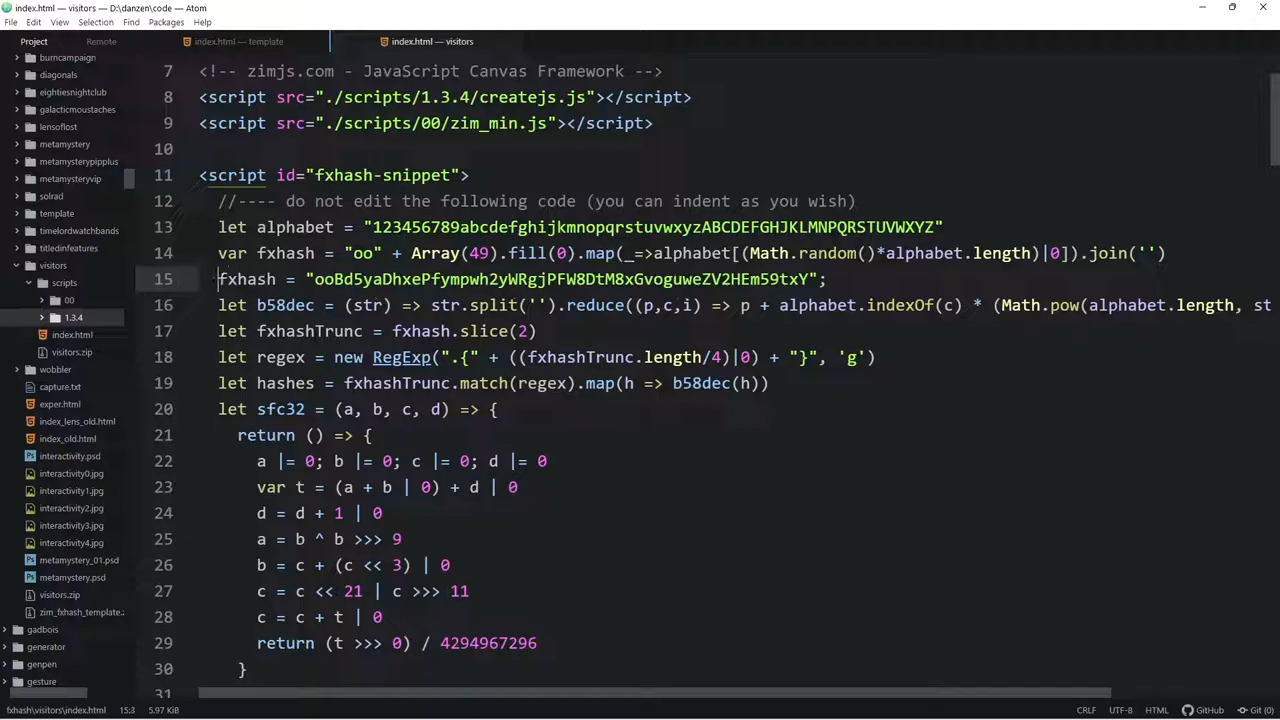 index.html — visitors — D:\danzen\code — Atom
File Edit View Selection Find Packages Help
Project Remote
index.html — template
index.html — visitors
burncampaign
diagonals
eightiesnightclub
galacticmoustaches
lensoflost
metamystery
metamysterypipplus
metamysteryvip
solrad
template
timelordwatchbands
titledinfeatures
visitors
scripts
00
1.3.4
index.html
visitors.zip
wobbler
capture.txt
exper.html
index_lens_old.html
index_old.html
interactivity.psd
interactivity0.jpg
interactivity1.jpg
interactivity2.jpg
interactivity3.jpg
interactivity4.jpg
metamystery_01.psd
metamystery.psd
visitors.zip
zim_fxhash_template.
gadbois
generator
genpen
gesture
7 <!-- zimjs.com - JavaScript Canvas Framework -->
8 <script src="./scripts/1.3.4/createjs.js"></script>
9 <script src="./scripts/00/zim_min.js"></script>
10
11 <script id="fxhash-snippet">
12 //---- do not edit the following code (you can indent as you wish)
13 let alphabet = "123456789abcdefghijkmnopqrstuvwxyzABCDEFGHJKLMNPQRSTUVWXYZ"
14 var fxhash = "oo" + Array(49).fill(0).map(_=>alphabet[(Math.random()*alphabet.length)|0]).join('')
15 fxhash = "ooBd5yaDhxePfympwh2yWRgjPFW8DtM8xGvoguweZV2HEm59txY";
16 let b58dec = (str) => str.split('').reduce((p,c,i) => p + alphabet.indexOf(c) * (Math.pow(alphabet.length, st
17 let fxhashTrunc = fxhash.slice(2)
18 let regex = new RegExp(".{" + ((fxhashTrunc.length/4)|0) + "}", 'g')
19 let hashes = fxhashTrunc.match(regex).map(h => b58dec(h))
20 let sfc32 = (a, b, c, d) => {
21 return () => {
22 a |= 0; b |= 0; c |= 0; d |= 0
23 var t = (a + b | 0) + d | 0
24 d = d + 1 | 0
25 a = b ^ b >>> 9
26 b = c + (c << 3) | 0
27 c = c << 21 | c >>> 11
28 c = c + t | 0
29 return (t >>> 0) / 4294967296
30 }
31
fxhash\visitors\index.html 15:3 5.97 KiB CRLF UTF-8 HTML GitHub Git (0)